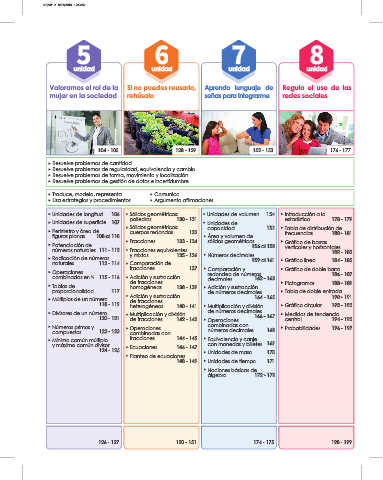 5
unidad
Valoramos el rol de la
mujer en la sociedad
104 - 105
6
unidad
Si no puedes reusarlo,
rehúsalo
128 - 129
7
unidad
Aprendo lenguaje de
señas para integrarme
152 - 153
8
unidad
Regulo el uso de las
redes sociales
176 - 177
• Resuelve problemas de cantidad
• Resuelve problemas de regularidad, equivalencia y cambio
• Resuelve problemas de forma, movimiento y localización
• Resuelve problemas de gestión de datos e incertidumbre
• Traduce, modela, representa
• Usa estrategias y procedimientos
• Comunica
• Argumenta afirmaciones
• Unidades de longitud 106
• Unidades de superficie 107
• Perímetro y área de
figuras planas 108 al 110
• Potenciación de
números naturales 111 - 112
• Radicación de números
naturales 113 - 114
• Operaciones
combinadas en N 115 - 116
• Tablas de
proporcionalidad 117
• Múltiplos de un número
118 - 119
• Divisores de un número
120 - 121
• Números primos y
compuestos 122 - 123
• Mínimo común múltiplo
y máximo común divisor
124 - 125
126 - 127
• Sólidos geométricos:
poliedros 130 - 131
• Sólidos geométricos:
cuerpos redondos 132
• Fracciones 133 - 134
• Fracciones equivalentes
y mixtas 135 - 136
• Comparación de
fracciones 137
• Adición y sustracción
de fracciones
homogéneas 138 - 139
• Adición y sustracción
de fracciones
heterogéneas 140 - 141
• Multiplicación y división
de fracciones 142 - 143
• Operaciones
combinadas con
fracciones 144 - 145
• Ecuaciones 146 - 147
• Planteo de ecuaciones
148 - 149
150 - 151
• Unidades de volumen 154
• Unidades de
capacidad 155
• Área y volumen de
sólidos geométricos
156 al 158
• Números decimales
159 al 161
• Comparación y
redondeo de números
decimales 162 - 163
• Adición y sustracción
de números decimales
164 - 165
• Multiplicación y división
de números decimales
166 - 167
• Operaciones
combinadas con
números decimales 168
• Equivalencia y canje
con monedas y billetes 169
• Unidades de masa 170
• Unidades de tiempo 171
• Nociones básicas de
álgebra 172 - 173
174 - 175
• Introducción a la
estadística 178 - 179
• Tabla de distribución de
frecuencias 180 - 181
• Gráfico de barras
verticales y horizontales
182 - 183
• Gráfico lineal 184 - 185
• Gráfico de doble barra
186 - 187
• Pictogramas 188 - 189
• Tabla de doble entrada
190 - 191
• Gráfico circular 192 - 193
• Medidas de tendencia
central 194 - 195
• Probabilidades 196 - 197
198 - 199